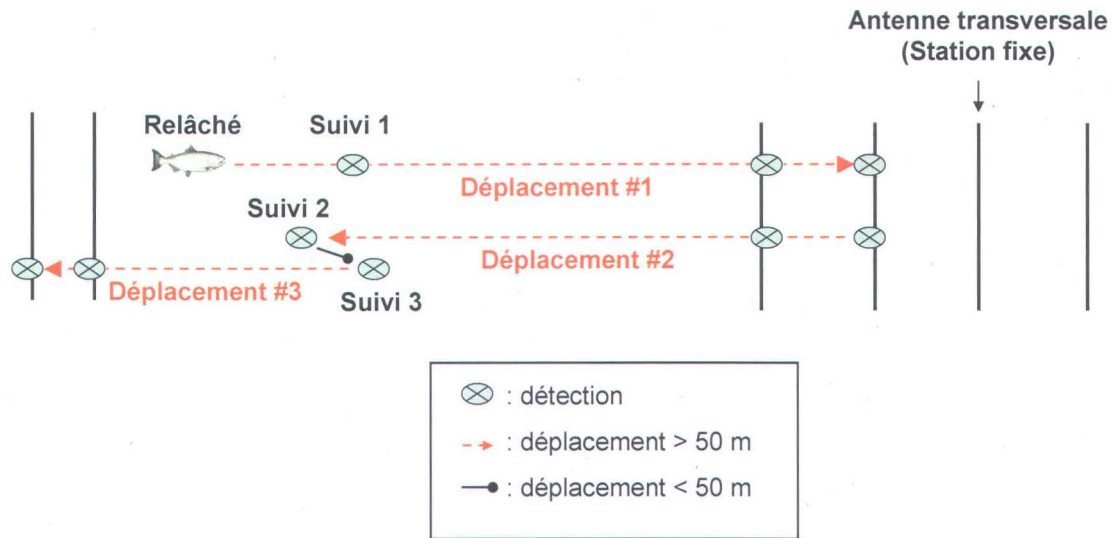 Antenne transversale
(Station fixe)
Relâché
Suivi 1
Déplacement #1
Suivi 2
Déplacement #2
Déplacement #3
Suivi 3
: détection
: déplacement > 50 m
: déplacement < 50 m